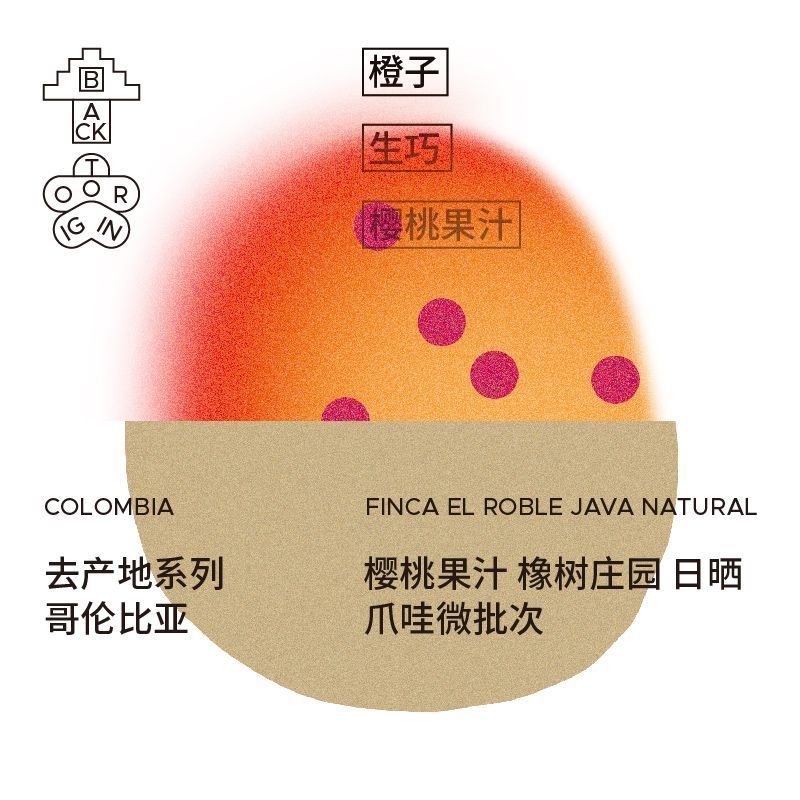 B
A
CK
T
O O R
IG IN
橙子
生巧
樱桃果汁
COLOMBIA
FINCA EL ROBLE JAVA NATURAL
去产地系列
哥伦比亚
樱桃果汁 橡树庄园 日晒
爪哇微批次